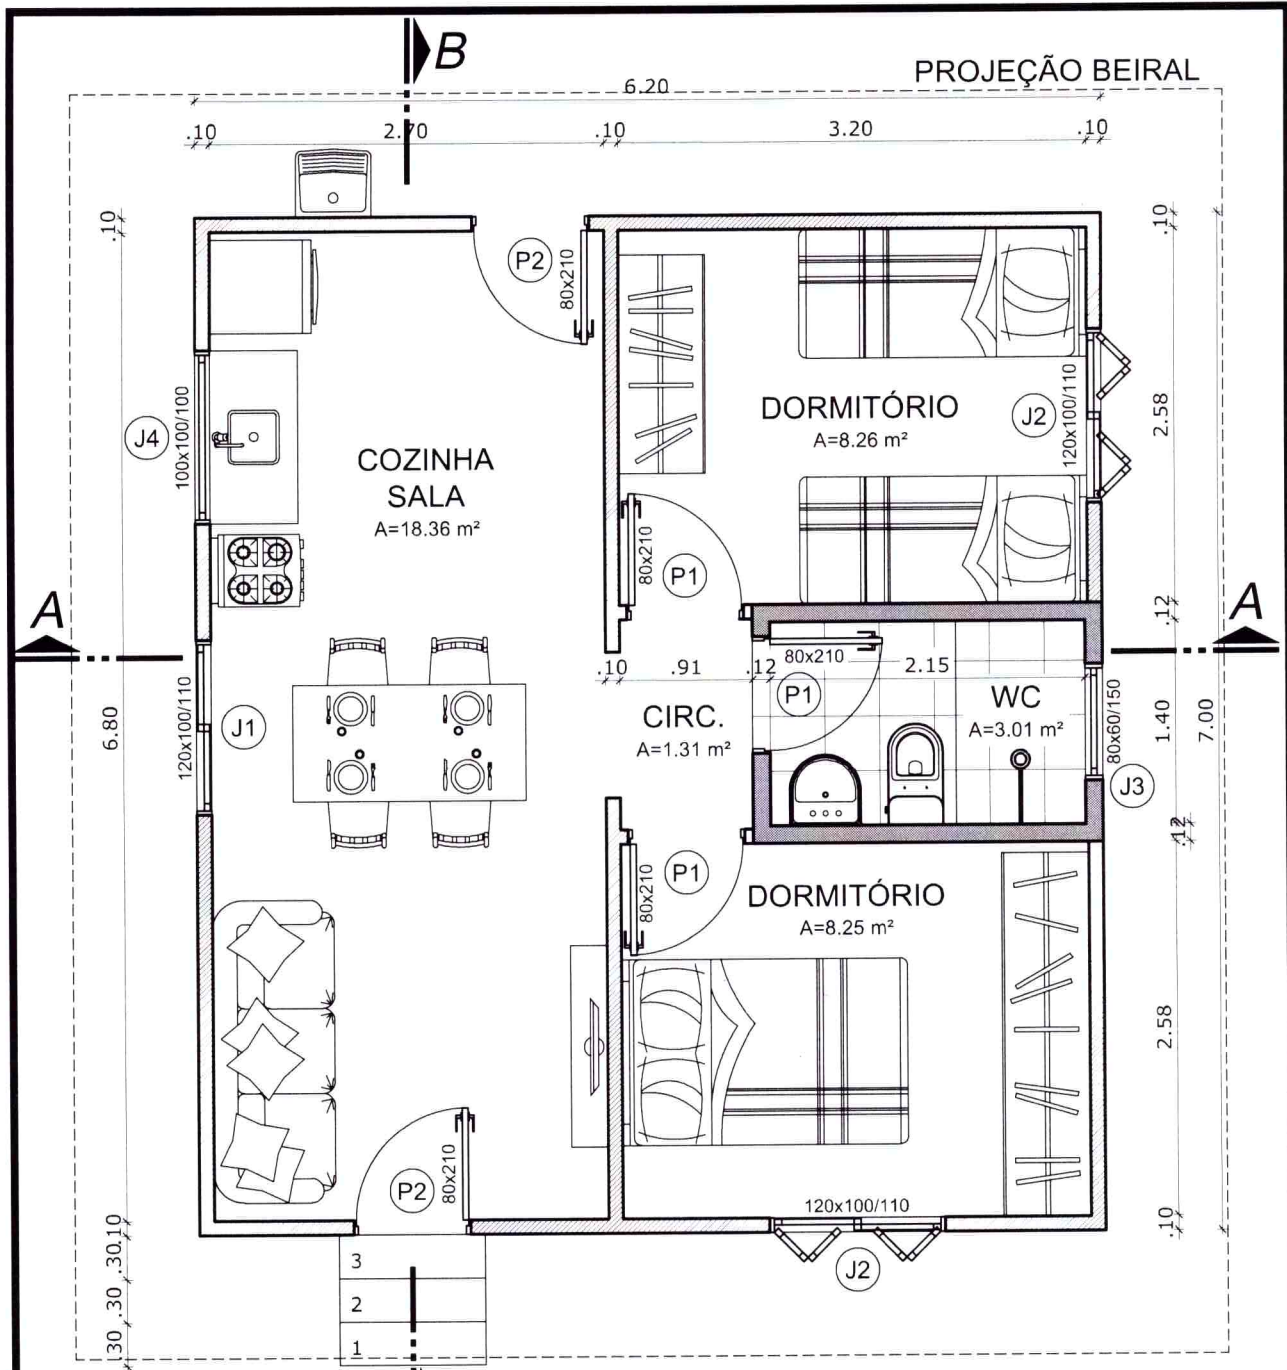 B
PROJEÇÃO BEIRAL
6.20
.10
2.70
.10
3.20
.10
.10
P2
80x210
.10
J4
100x100/100
COZINHA
SALA
A=18.36 m²
DORMITÓRIO
A=8.26 m²
J2
120x100/110
2.58
80x210
P1
A
A
.12
80x210
.10
.91
.12
2.15
P1
WC
A=3.01 m²
CIRC.
A=1.31 m²
80x60/150
1.40
7.00
6.80
120x100/110
J1
J3
.12
P1
80x210
DORMITÓRIO
A=8.25 m²
2.58
P2
80x210
120x100/110
J2
.10
.10
.30
.30
.30
3
2
1